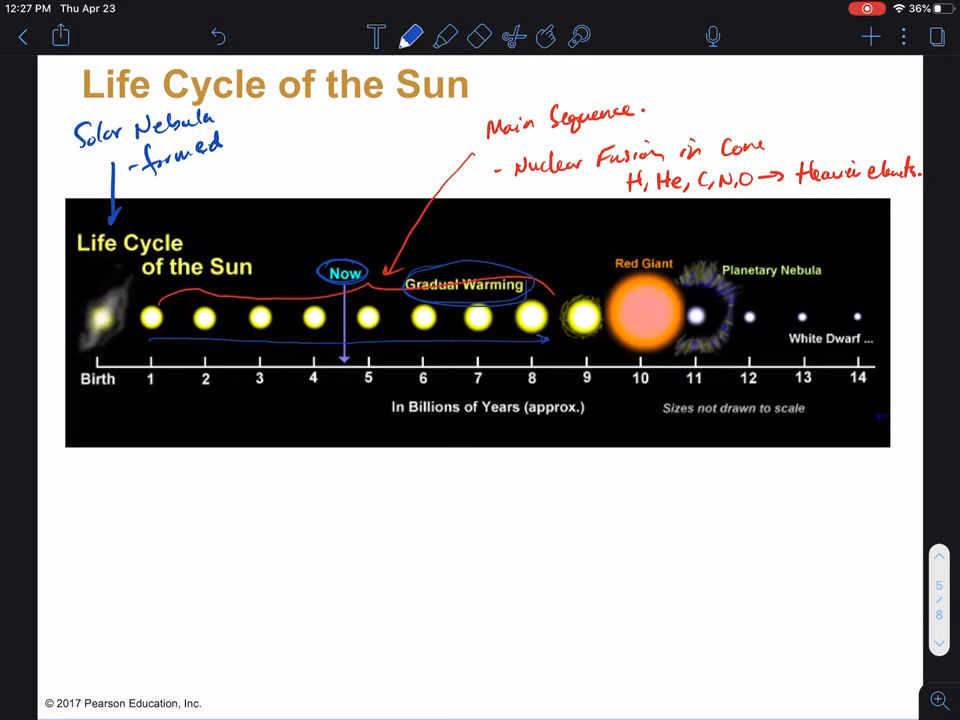 12:27 PM Thu Apr 23
36%
Life Cycle of the Sun
Solar Nebula
- formed
Main Sequence.
- Nuclear Fusion in Core
H, He, C, N, O → Heavier elements.
Life Cycle
of the Sun
Now
Gradual Warming
Red Giant
Planetary Nebula
White Dwarf ...
Birth 1 2 3 4 5 6 7 8 9 10 11 12 13 14
In Billions of Years (approx.)
Sizes not drawn to scale
5
/
8
© 2017 Pearson Education, Inc.